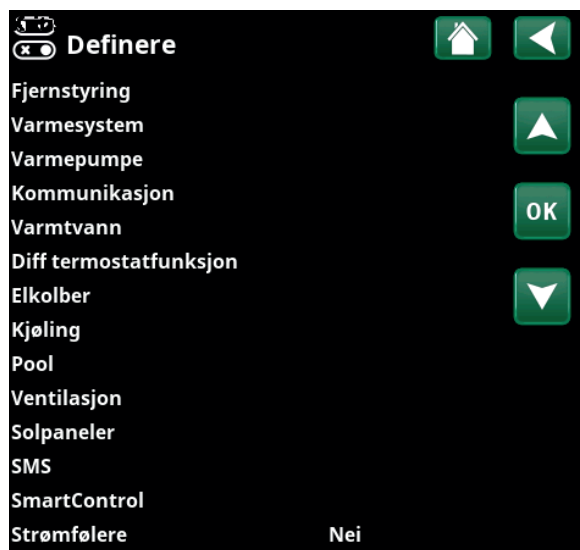 Definere
Fjernstyring
Varmesystem
Varmepumpe
Kommunikasjon
OK
Varmtvann
Diff termostatfunksjon
Elkolber
Kjøling
Pool
Ventilasjon
Solpaneler
SMS
SmartControl
Strømfølere Nei